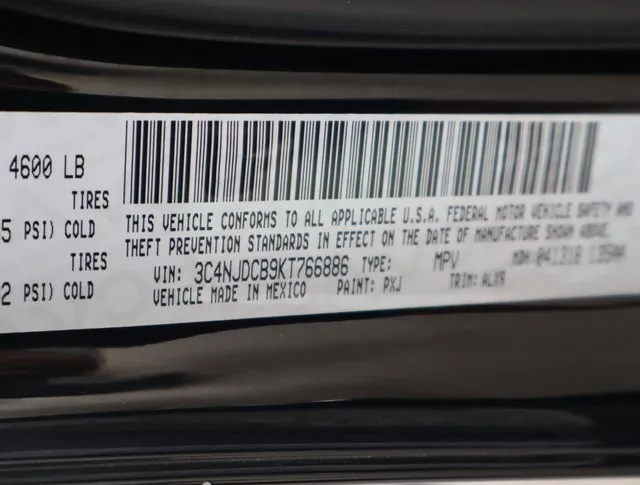 4600 LB
TIRES
5 PSI) COLD
THIS VEHICLE CONFORMS TO ALL APPLICABLE U.S.A. FEDERAL MOTOR VEHICLE SAFETY AND
THEFT PREVENTION STANDARDS IN EFFECT ON THE DATE OF MANUFACTURE SHOWN ABOVE.
TIRES
2 PSI) COLD
VIN: 3C4NJDCB9KT766886 TYPE: MPV MDH:
VEHICLE MADE IN MEXICO PAINT: PXJ TRIM: